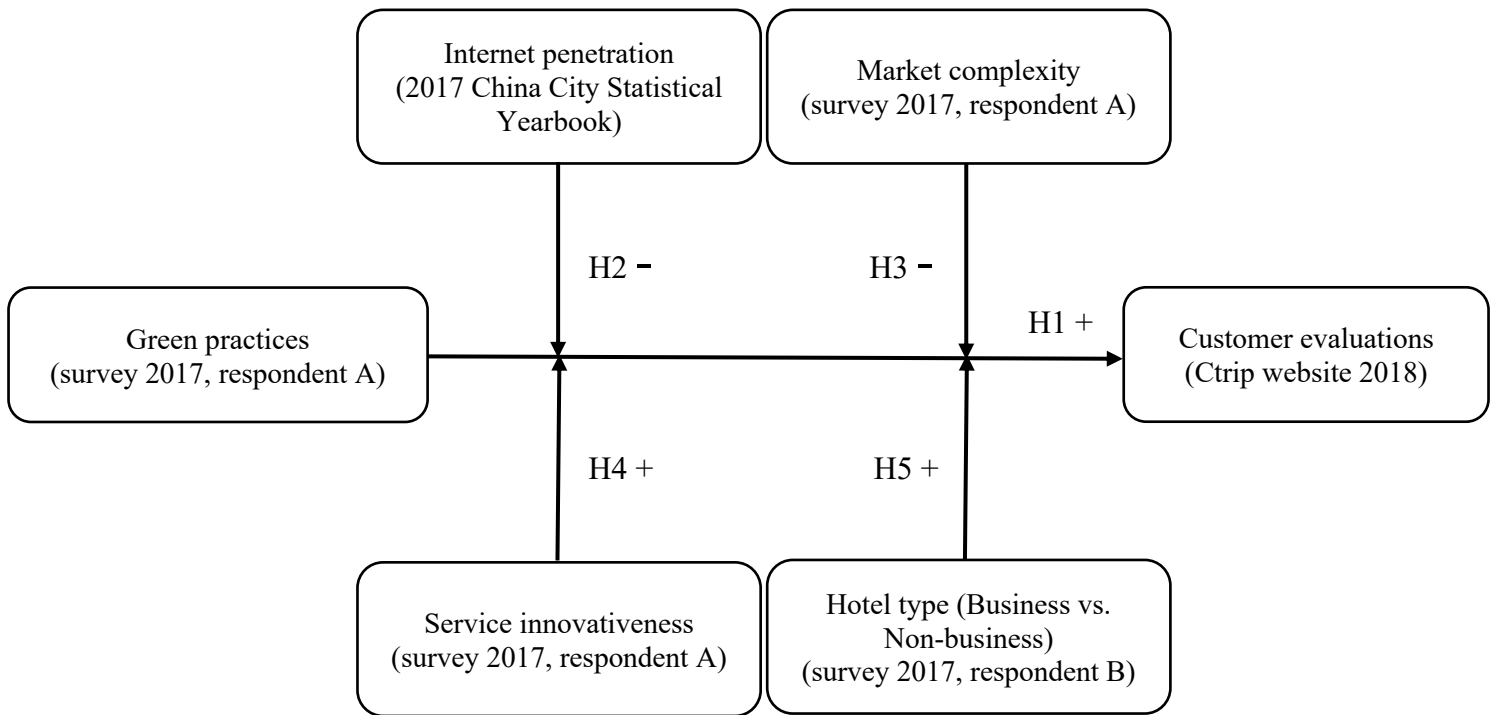 Internet penetration
(2017 China City Statistical
Yearbook)
Market complexity
(survey 2017, respondent A)
H2 -
H3 -
H1 +
Green practices
(survey 2017, respondent A)
Customer evaluations
(Ctrip website 2018)
H4 +
H5 +
Service innovativeness
(survey 2017, respondent A)
Hotel type (Business vs.
Non-business)
(survey 2017, respondent B)